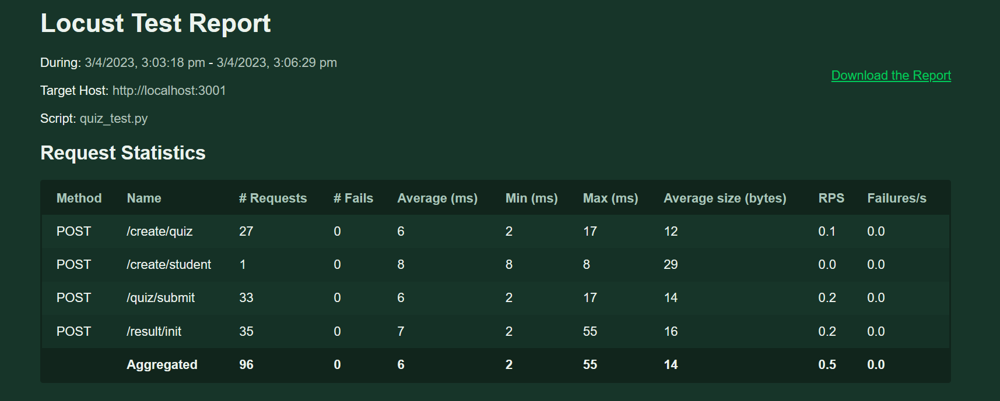 Locust Test Report
During: 3/4/2023, 3:03:18 pm - 3/4/2023, 3:06:29 pm
Download the Report
Target Host: http://localhost:3001
Script: quiz_test.py
Request Statistics
Method Name # Requests # Fails Average (ms) Min (ms) Max (ms) Average size (bytes) RPS Failures/s
POST /create/quiz 27 0 6 2 17 12 0.1 0.0
POST /create/student 1 0 8 8 8 29 0.0 0.0
POST /quiz/submit 33 0 6 2 17 14 0.2 0.0
POST /result/init 35 0 7 2 55 16 0.2 0.0
Aggregated 96 0 6 2 55 14 0.5 0.0